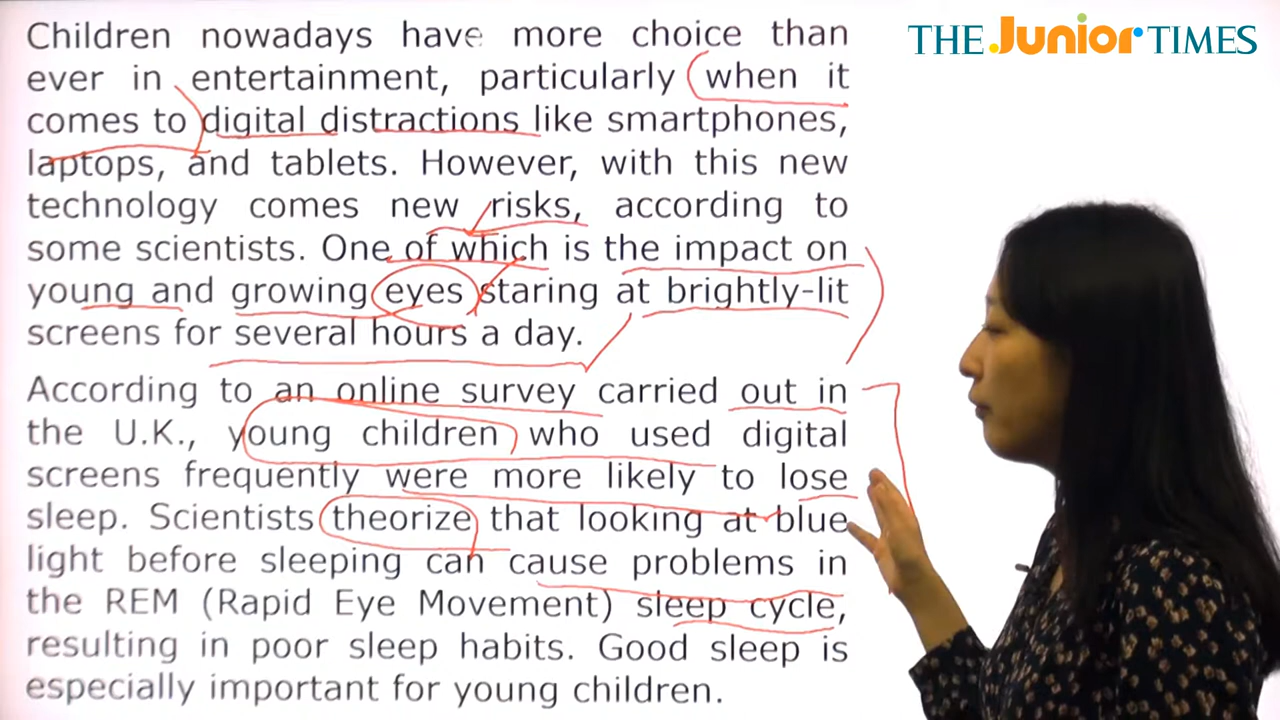 THE Junior TIMES
Children nowadays have more choice than
ever in entertainment, particularly when it
comes to digital distractions like smartphones,
laptops, and tablets. However, with this new
technology comes new risks, according to
some scientists. One of which is the impact on
young and growing eyes staring at brightly-lit
screens for several hours a day.
According to an online survey carried out in
the U.K., young children who used digital
screens frequently were more likely to lose
sleep. Scientists theorize that looking at blue
light before sleeping can cause problems in
the REM (Rapid Eye Movement) sleep cycle,
resulting in poor sleep habits. Good sleep is
especially important for young children.